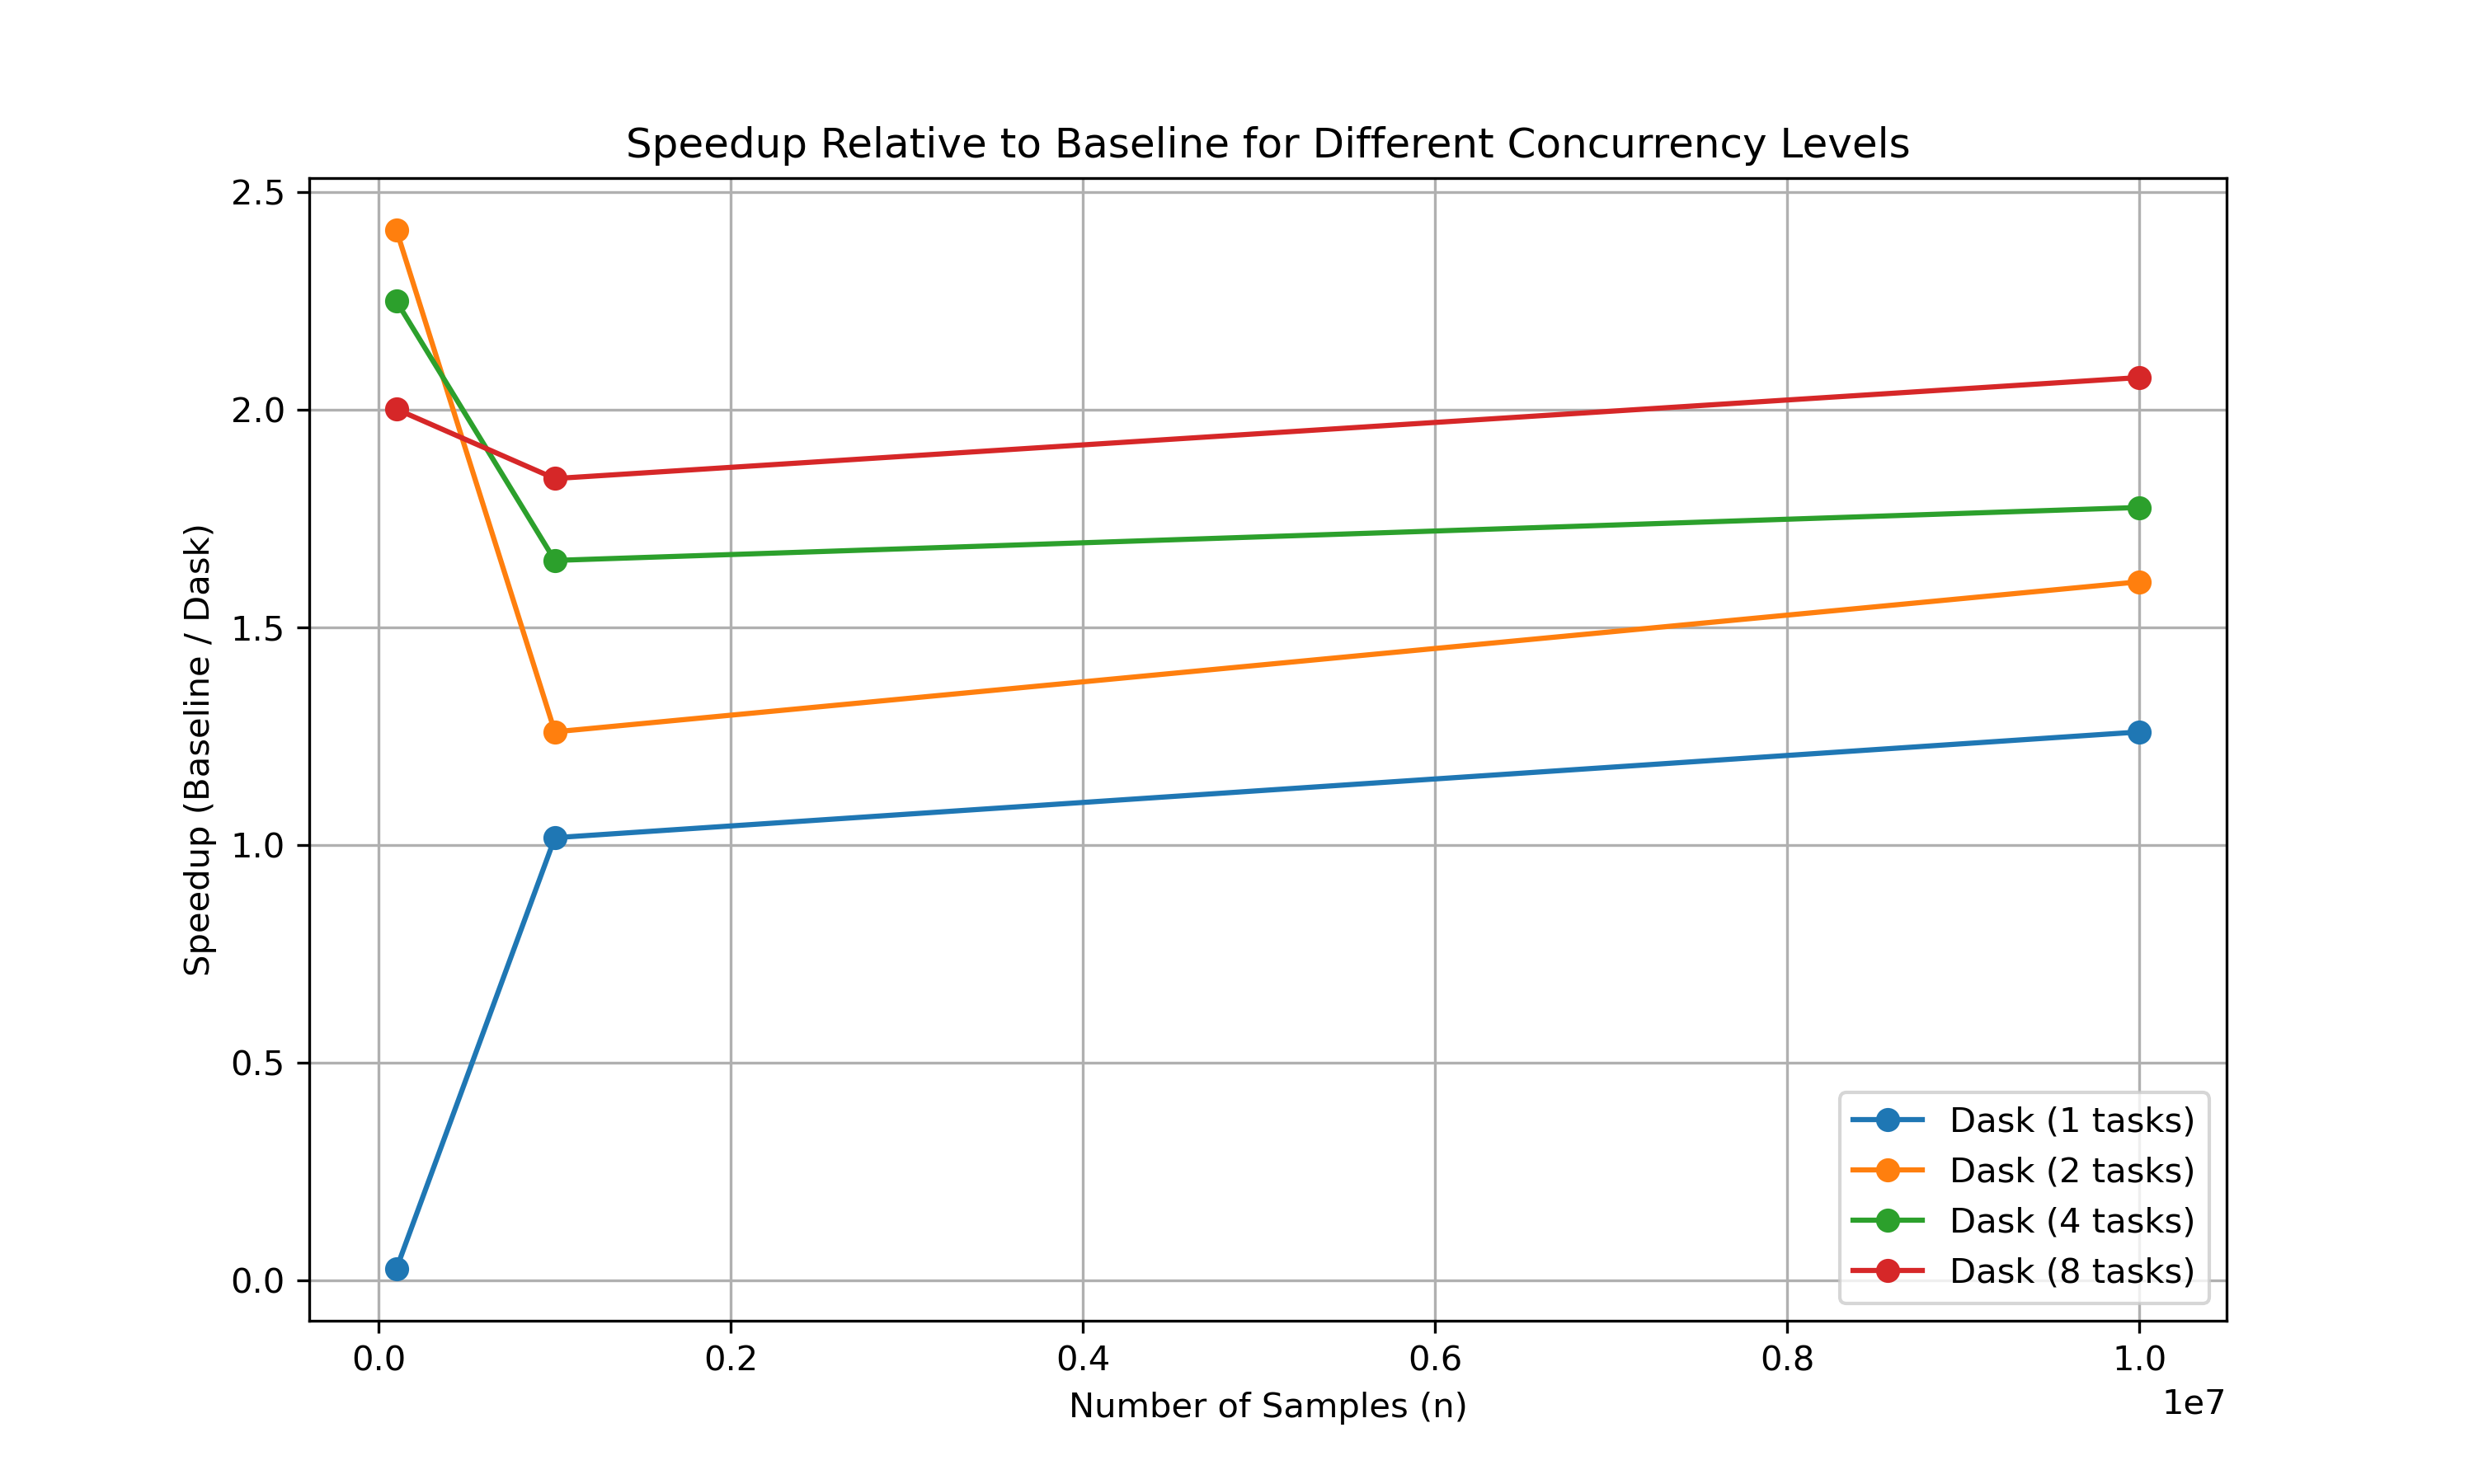 Speedup Relative to Baseline for Different Concurrency Levels
2.5
2.0
1.5
1.0
0.5
0.0
Speedup (Baseline / Dask)
Dask (1 tasks)
Dask (2 tasks)
Dask (4 tasks)
Dask (8 tasks)
0.0 0.2 0.4 0.6 0.8 1.0
1e7
Number of Samples (n)